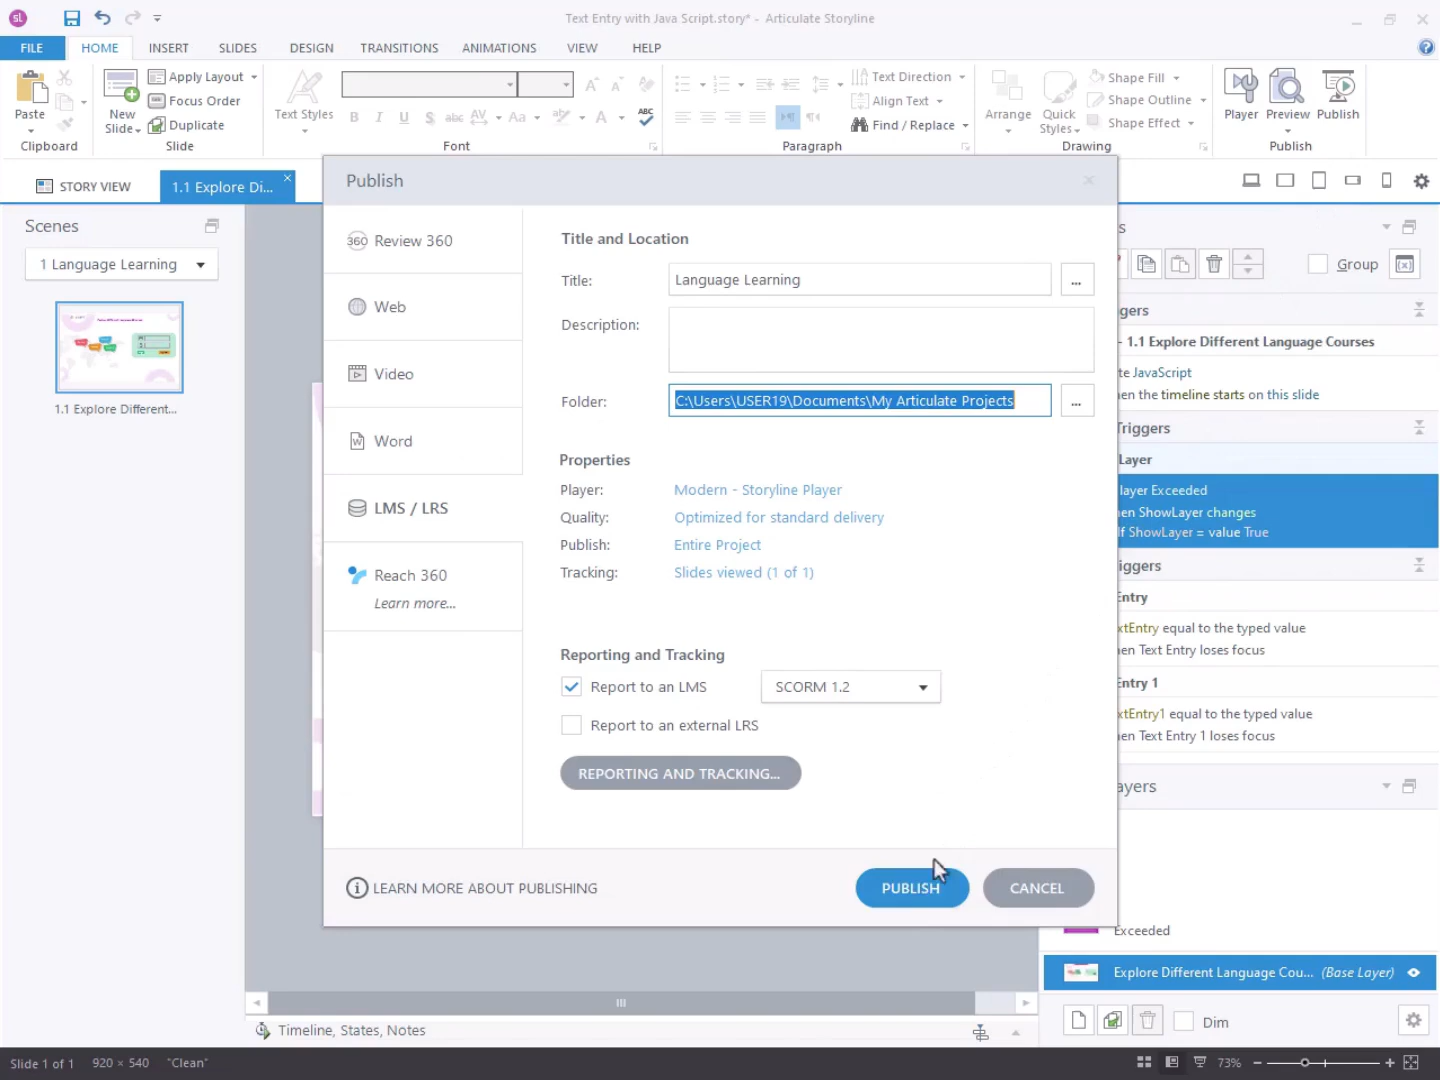 sl
Text Entry with Java Script.story* - Articulate Storyline
FILE HOME INSERT SLIDES DESIGN TRANSITIONS ANIMATIONS VIEW HELP
Paste
Clipboard
New
Slide
Apply Layout
Focus Order
Duplicate
Slide
Text Styles
B I U S abc AV Aa A
ABC
Font
Text Direction
Align Text
Find / Replace
Paragraph
Arrange
Quick
Styles
Shape Fill
Shape Outline
Shape Effect
Drawing
Player
Preview
Publish
Publish
STORY VIEW
1.1 Explore Di...
Scenes
1 Language Learning
1.1 Explore Different...
Publish
360 Review 360
Web
Video
Word
LMS / LRS
Reach 360
Learn more...
Title and Location
Title: Language Learning
...
Description:
Folder: C:\Users\USER19\Documents\My Articulate Projects
...
Properties
Player: Modern - Storyline Player
Quality: Optimized for standard delivery
Publish: Entire Project
Tracking: Slides viewed (1 of 1)
Reporting and Tracking
Report to an LMS SCORM 1.2
Report to an external LRS
REPORTING AND TRACKING...
LEARN MORE ABOUT PUBLISHING
PUBLISH CANCEL
s
Group
gers
- 1.1 Explore Different Language Courses
te JavaScript
en the timeline starts on this slide
Triggers
Layer
layer Exceeded
en ShowLayer changes
If ShowLayer = value True
iggers
Entry
xtEntry equal to the typed value
en Text Entry loses focus
Entry 1
xtEntry1 equal to the typed value
en Text Entry 1 loses focus
ayers
Exceeded
Explore Different Language Cou... (Base Layer)
Dim
Timeline, States, Notes
Slide 1 of 1 920 × 540 "Clean"
73%